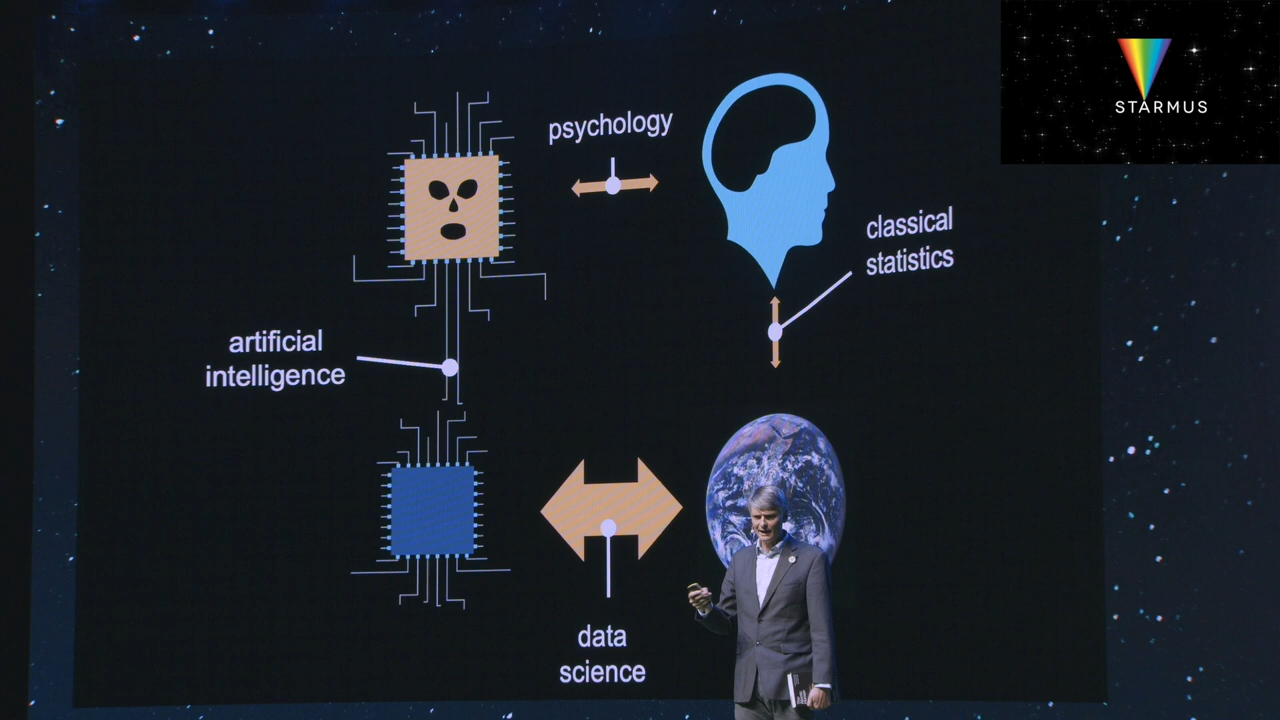 STARMUS
psychology
classical
statistics
artificial
intelligence
data
science